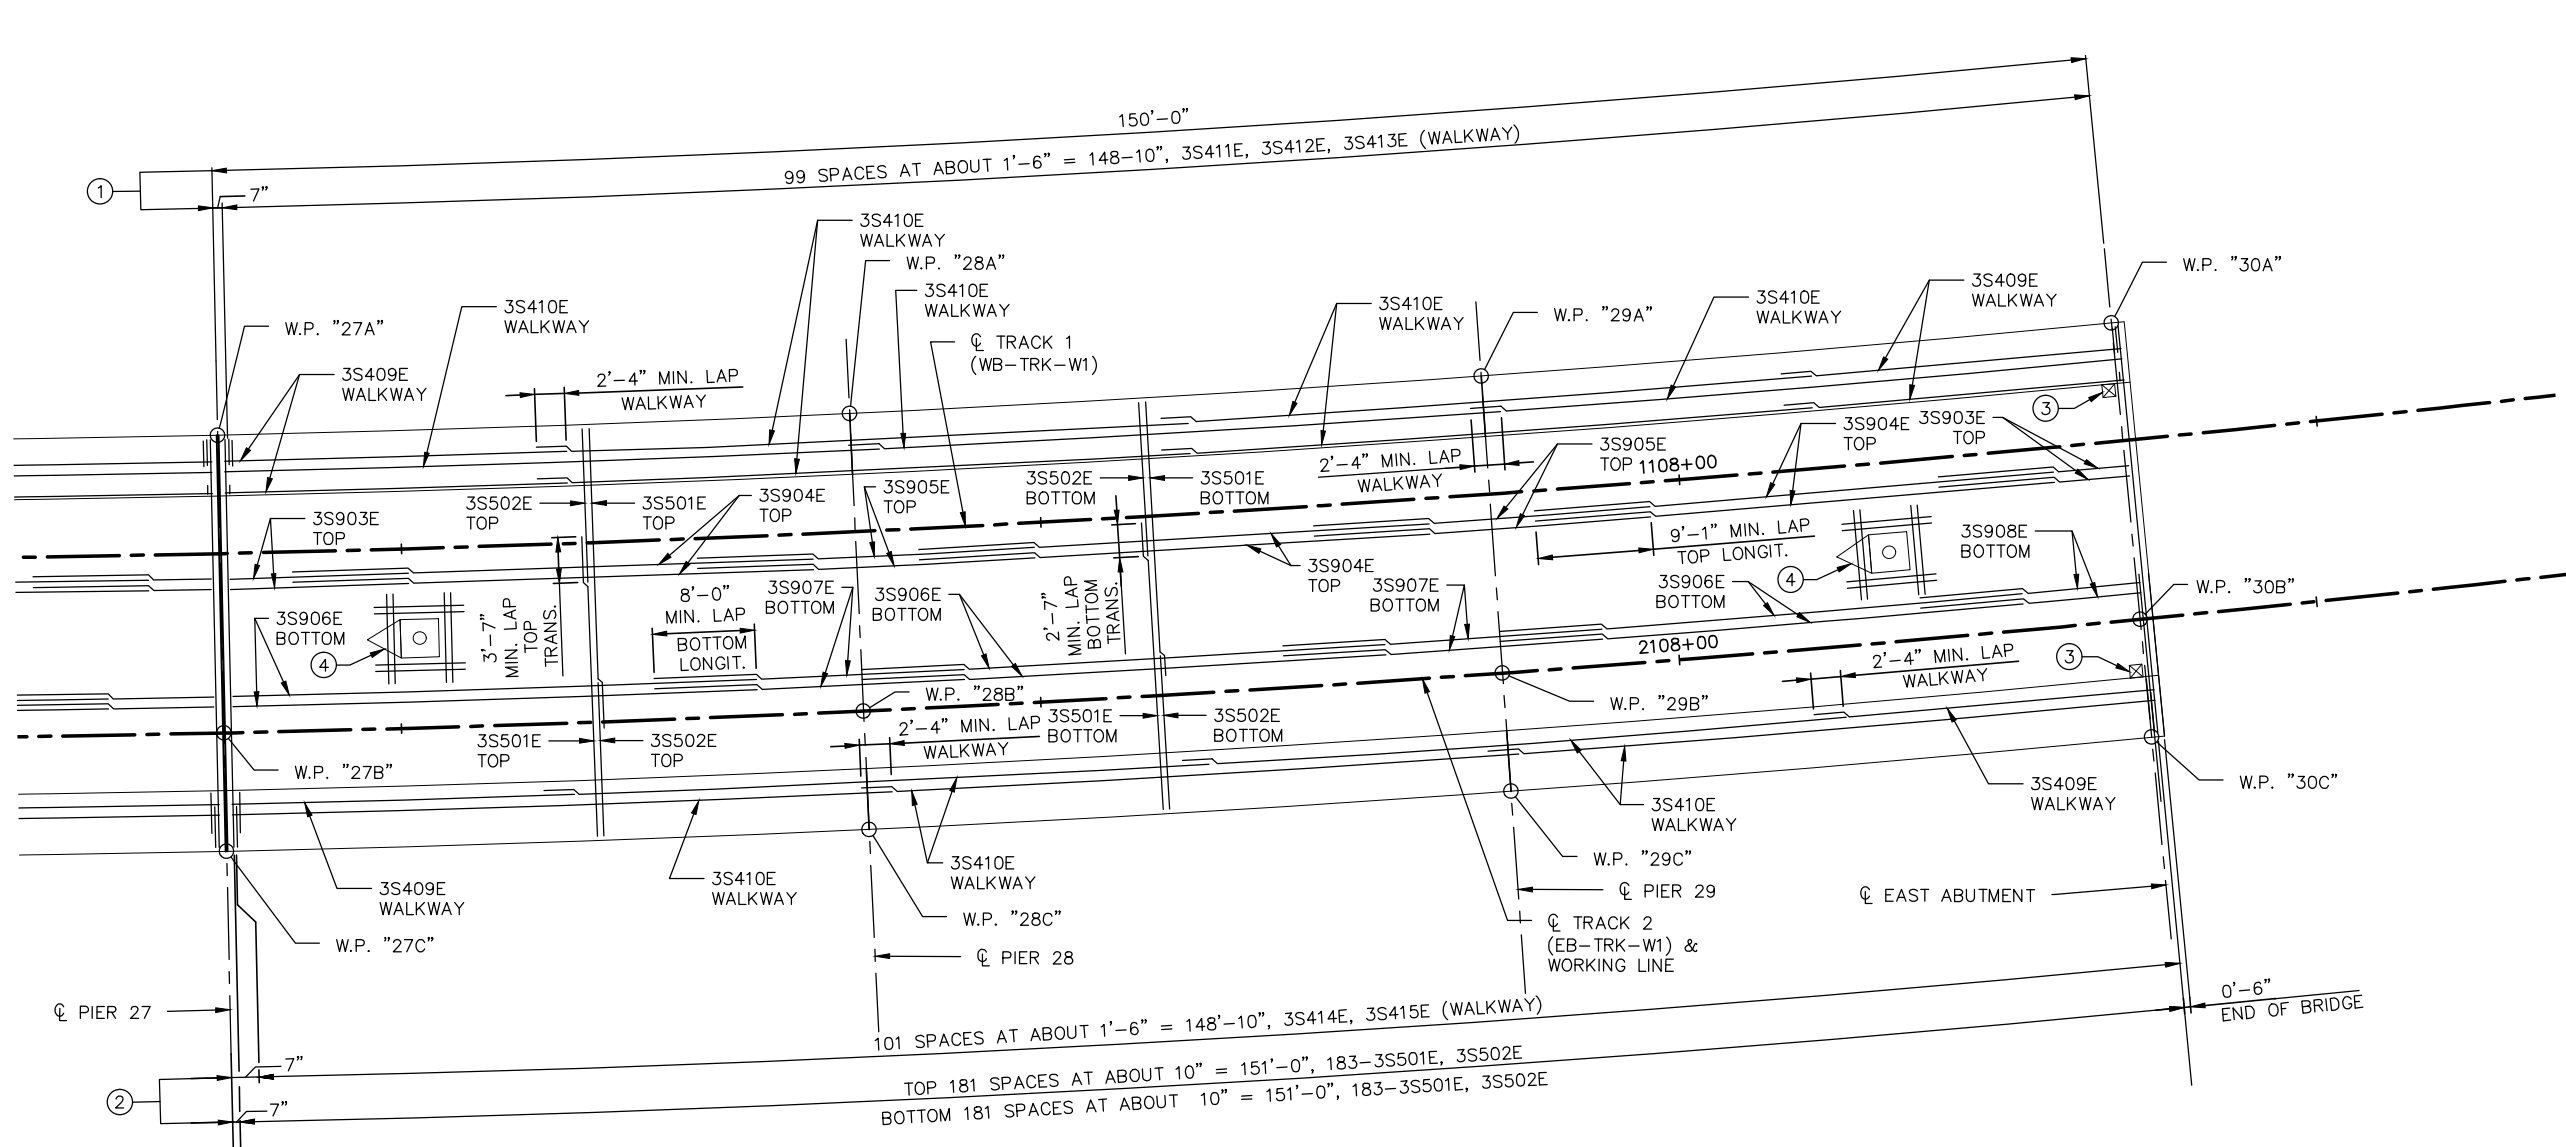 150'-0"
99 SPACES AT ABOUT 1'-6" = 148-10", 3S411E, 3S412E, 3S413E (WALKWAY)
1
7"
3S410E
WALKWAY
W.P. "28A"
3S410E
WALKWAY
℄ TRACK 1
(WB-TRK-W1)
3S410E
WALKWAY
W.P. "27A"
3S409E
WALKWAY
2'-4" MIN. LAP
WALKWAY
3S410E
WALKWAY
W.P. "29A"
3S410E
WALKWAY
3S409E
WALKWAY
W.P. "30A"
3
3S904E
TOP
3S903E
TOP
3S905E
TOP
1108+00
2'-4" MIN. LAP
WALKWAY
3S502E
BOTTOM
3S501E
BOTTOM
3S905E
TOP
3S904E
TOP
3S502E
TOP
3S501E
TOP
3S903E
TOP
9'-1" MIN. LAP
TOP LONGIT.
3S908E
BOTTOM
4
3S904E
TOP
3S907E
BOTTOM
3S906E
BOTTOM
W.P. "30B"
3S906E
BOTTOM
4
3'-7"
MIN. LAP
TOP
TRANS.
8'-0"
MIN. LAP
BOTTOM
LONGIT.
3S907E
BOTTOM
3S906E
BOTTOM
2'-7"
MIN. LAP
BOTTOM
TRANS.
2108+00
2'-4" MIN. LAP
WALKWAY
3
W.P. "28B"
2'-4" MIN. LAP
WALKWAY
3S501E
BOTTOM
3S502E
BOTTOM
W.P. "29B"
3S501E
TOP
3S502E
TOP
W.P. "27B"
W.P. "30C"
3S409E
WALKWAY
3S410E
WALKWAY
3S410E
WALKWAY
3S410E
WALKWAY
3S409E
WALKWAY
W.P. "29C"
℄ PIER 29
℄ EAST ABUTMENT
W.P. "28C"
℄ TRACK 2
(EB-TRK-W1) &
WORKING LINE
W.P. "27C"
℄ PIER 28
℄ PIER 27
0'-6"
END OF BRIDGE
101 SPACES AT ABOUT 1'-6" = 148'-10", 3S414E, 3S415E (WALKWAY)
7"
TOP 181 SPACES AT ABOUT 10" = 151'-0", 183-3S501E, 3S502E
2
7"
BOTTOM 181 SPACES AT ABOUT 10" = 151'-0", 183-3S501E, 3S502E